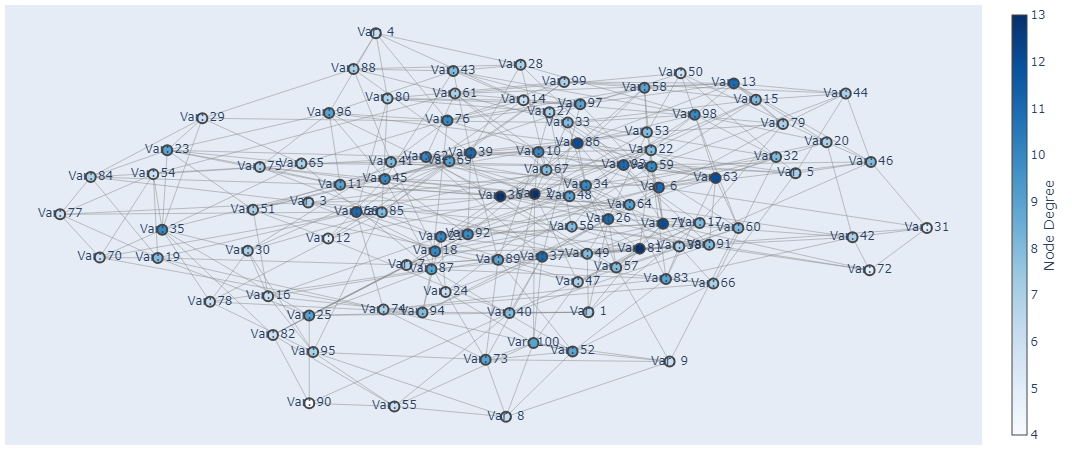 Var: 4
Var: 88
Var: 43
Var: 28
Var: 99
Var: 50
Var: 58
Var: 13
Var: 80
Var: 61
Var: 14
Var: 97
Var: 15
Var: 44
Var: 29
Var: 96
Var: 76
Var: 27
Var: 33
Var: 98
Var: 79
Var: 53
Var: 20
Var: 23
Var: 86
Var: 22
Var: 39
Var: 10
Var: 32
Var: 46
Var: 75
Var: 65
Var: 41
Var: 69
Var: 59
Var: 67
Var: 5
Var: 84
Var: 54
Var: 11
Var: 45
Var: 34
Var: 6
Var: 63
Var: 2
Var: 48
Var: 3
Var: 64
Var: 77
Var: 51
Var: 85
Var: 26
Var: 17
Var: 60
Var: 31
Var: 35
Var: 12
Var: 92
Var: 42
Var: 30
Var: 18
Var: 81
Var: 91
Var: 70
Var: 19
Var: 89
Var: 37
Var: 49
Var: 7
Var: 87
Var: 57
Var: 72
Var: 83
Var: 47
Var: 66
Var: 24
Var: 16
Var: 78
Var: 74
Var: 94
Var: 40
Var: 1
Var: 25
Var: 82
Var: 100
Var: 95
Var: 52
Var: 73
Var: 9
Var: 90
Var: 55
Var: 8
13
12
11
10
9
8
7
6
5
4
Node Degree